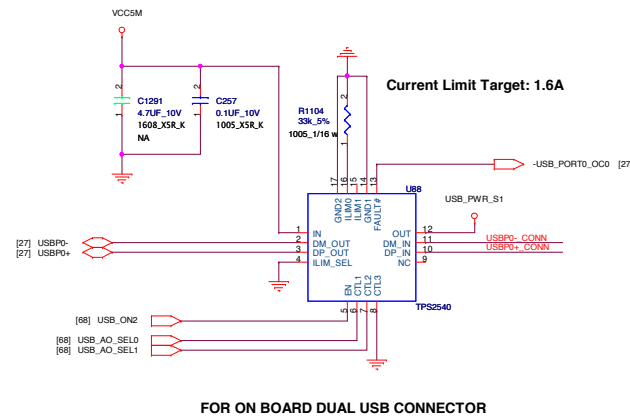 VCC5M
Current Limit Target: 1.6A
C1291
4.7UF_10V
1608_X5R_K
NA
C257
0.1UF_10V
1005_X5R_K
R1104
33k_5%
1005_1/16 w
2
1
2
1
2
1
-USB_PORT0_OC0 [27
U88
USB_PWR_S1
17 16 15 14 13
GND2 ILIM0 ILIM1 GND1 FAULT#
1 IN OUT 12
[27] USBP0- 2 DM_OUT DM_IN 11 USBP0-_CONN
[27] USBP0+ 3 DP_OUT DP_IN 10 USBP0+_CONN
4 ILIM_SEL NC 9
EN CTL1 CTL2 CTL3
5 6 7 8
TPS2540
[68] USB_ON2
[68] USB_AO_SEL0
[68] USB_AO_SEL1
FOR ON BOARD DUAL USB CONNECTOR